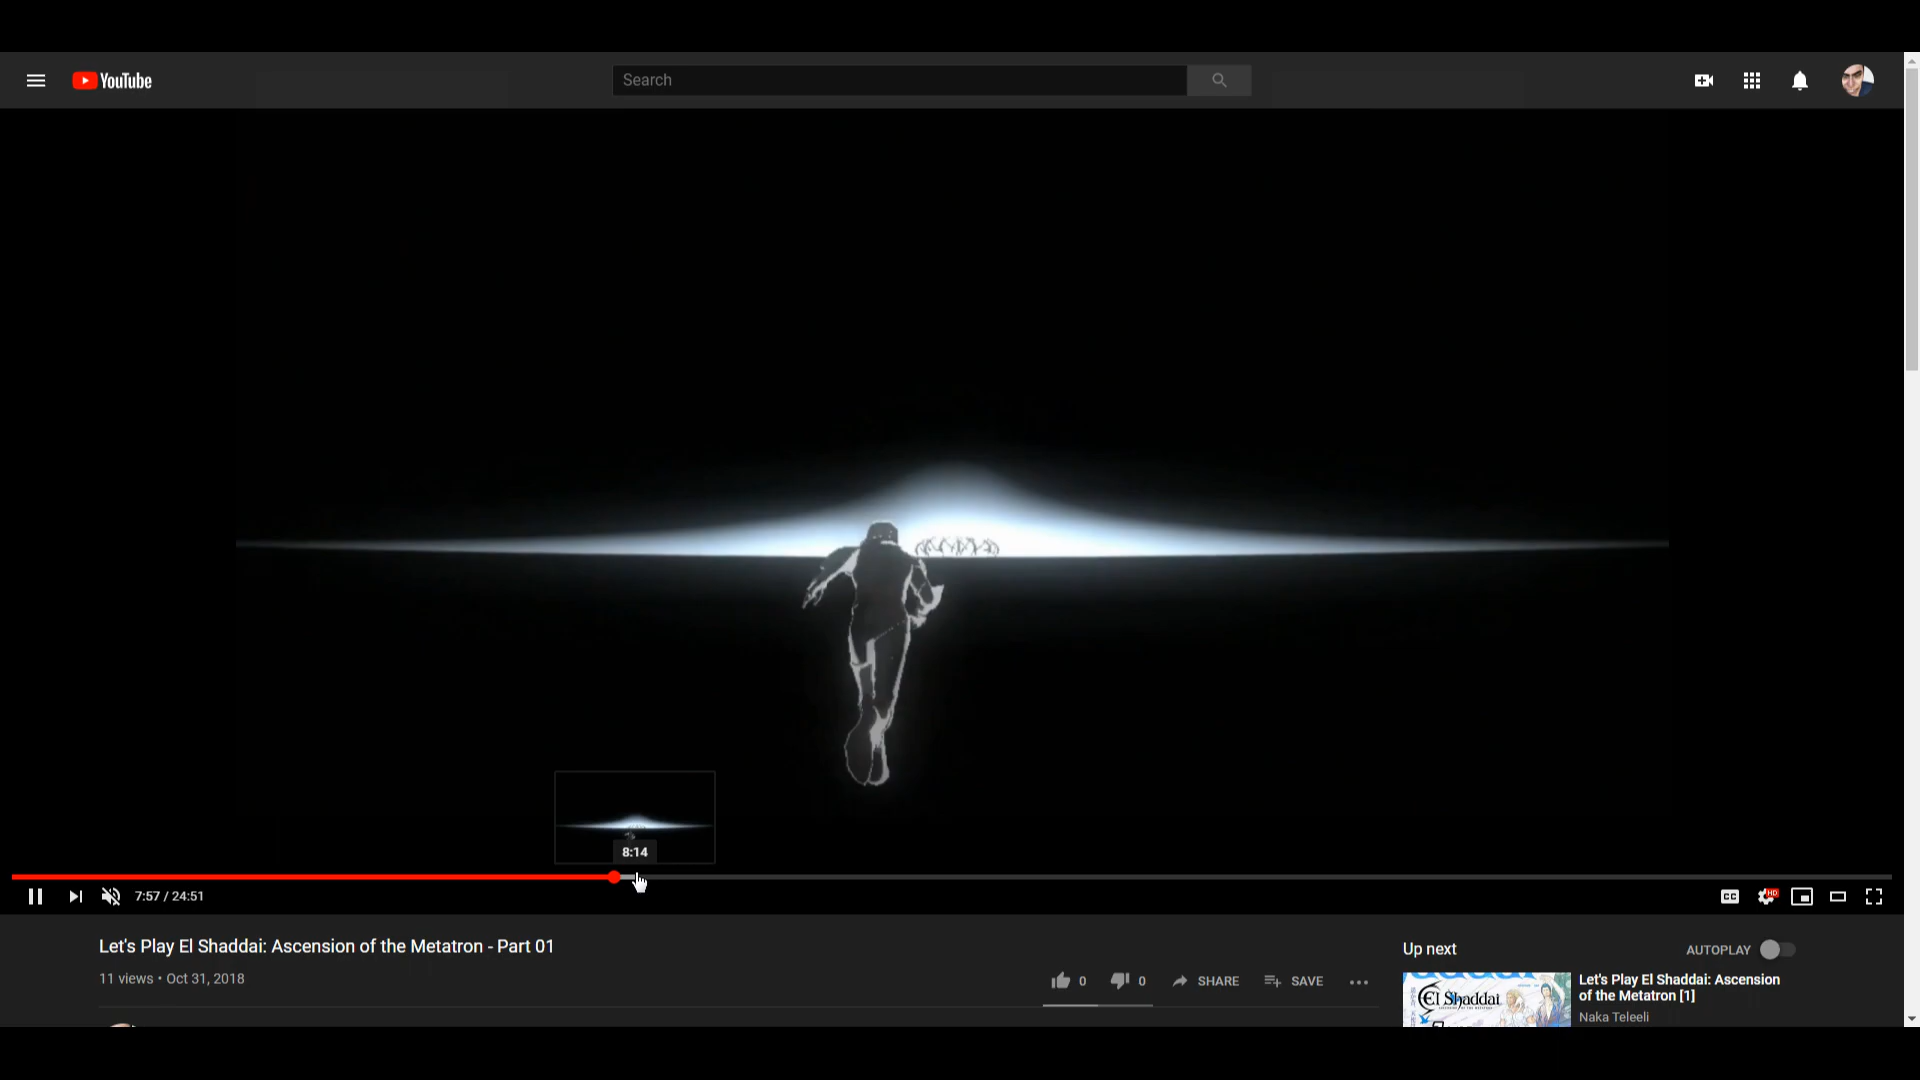 YouTube
Search
8:14
7:57 / 24:51
CC
HD
Let's Play El Shaddai: Ascension of the Metatron - Part 01
11 views • Oct 31, 2018
0
0
SHARE
SAVE
Up next
AUTOPLAY
El Shaddai
Let's Play El Shaddai: Ascension
of the Metatron [1]
Naka Teleeli